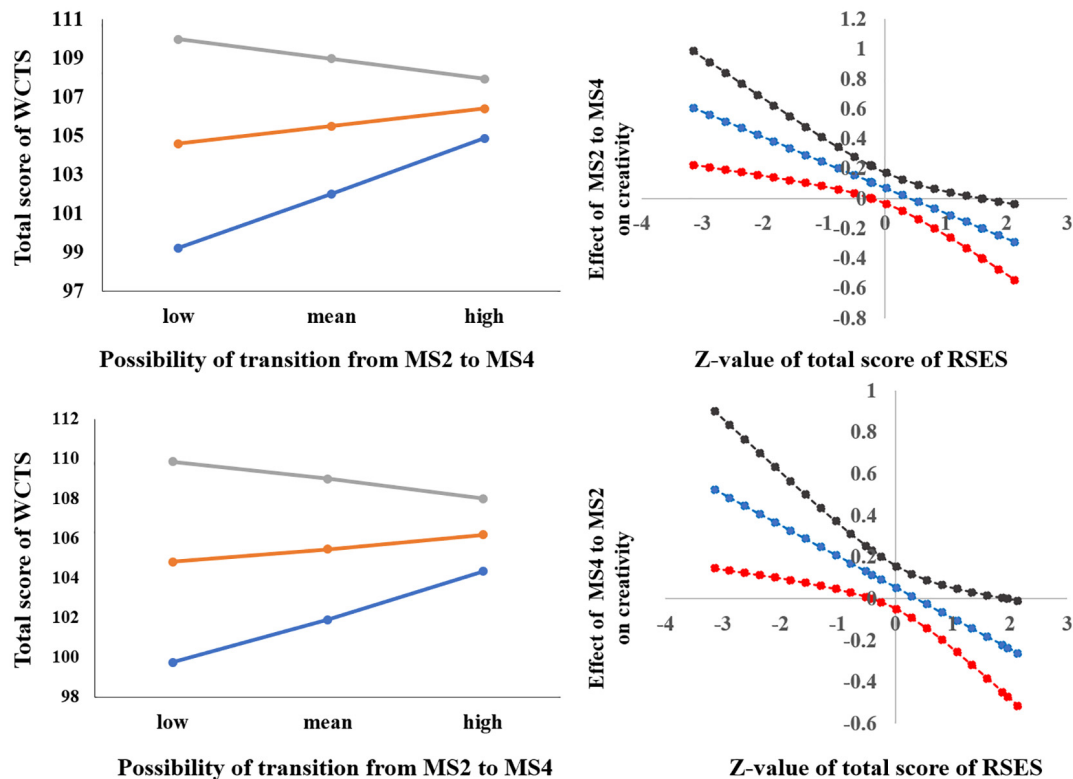 111
109
107
105
103
101
99
97
Total score of WCTS
low mean high
Possibility of transition from MS2 to MS4
1.2
1
0.8
0.6
0.4
0.2
0
-0.2
-0.4
-0.6
-0.8
-4 -3 -2 -1 0 1 2 3
Effect of MS2 to MS4
on creativity
Z-value of total score of RSES
112
110
108
106
104
102
100
98
Total score of WCTS
low mean high
Possibility of transition from MS2 to MS4
1
0.8
0.6
0.4
0.2
0
-0.2
-0.4
-0.6
-4 -3 -2 -1 0 1 2 3
Effect of MS4 to MS2
on creativity
Z-value of total score of RSES